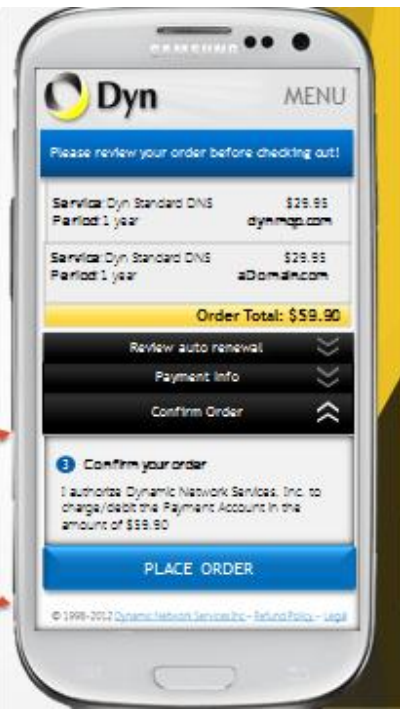 SAMSUNG
Dyn MENU
Please review your order before checking out!
Service: Dyn Standard DNS $29.95
Period: 1 year dynmap.com
Service: Dyn Standard DNS $29.95
Period: 1 year aDomain.com
Order Total: $59.90
Review auto renewal
Payment Info
Confirm Order
3 Confirm your order
I authorize Dynamic Network Services, Inc. to
charge/debit the Payment Account in the
amount of $59.90
PLACE ORDER
© 1998-2012 Dynamic Network Services Inc - Refund Policy - Legal